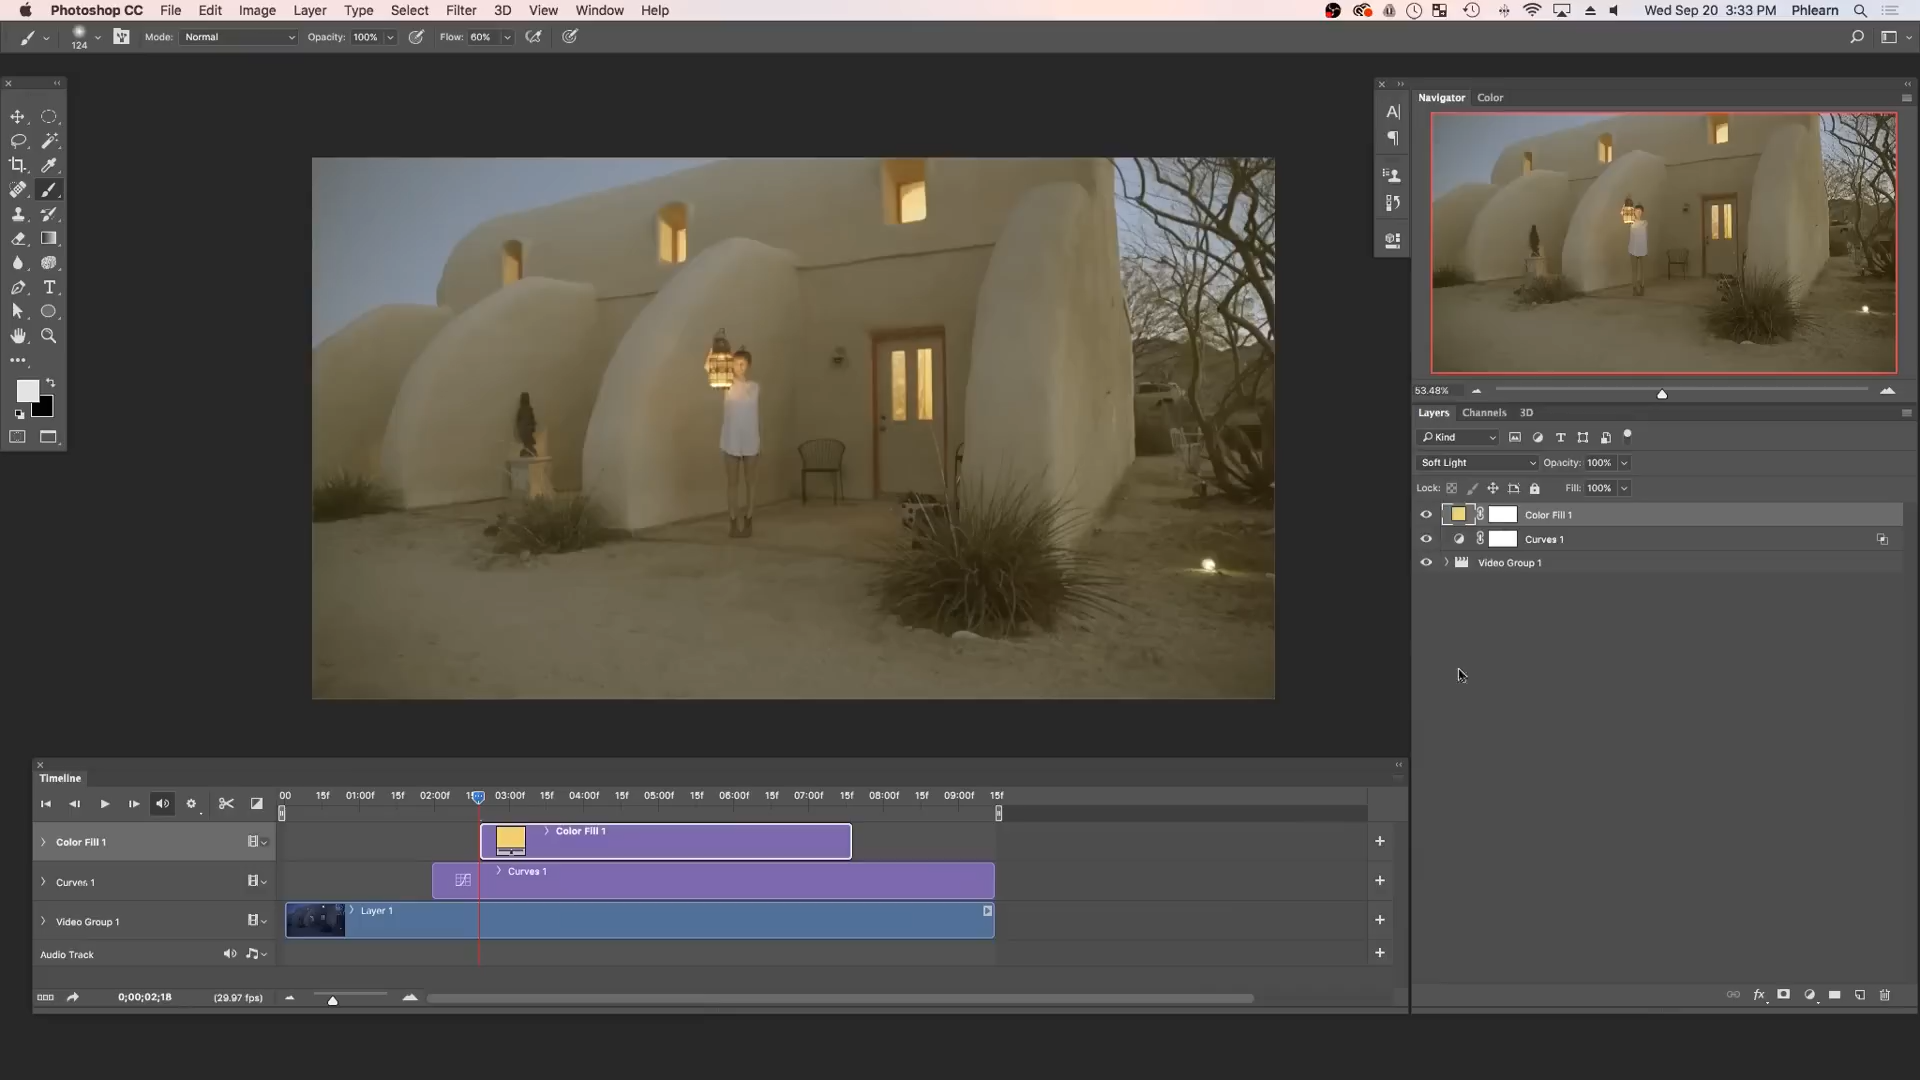 Photoshop CC File Edit Image Layer Type Select Filter 3D View Window Help Wed Sep 20 3:33 PM Phlearn
124 Mode: Normal Opacity: 100% Flow: 60%
Navigator Color
53.48%
Layers Channels 3D
Kind
Soft Light Opacity: 100%
Lock: Fill: 100%
Color Fill 1
Curves 1
Video Group 1
Timeline
00 15f 01:00f 15f 02:00f 03:00f 15f 04:00f 15f 05:00f 15f 06:00f 15f 07:00f 15f 08:00f 15f 09:00f 15f
Color Fill 1 Color Fill 1
Curves 1 Curves 1
Video Group 1 Layer 1
Audio Track
0;00;02;18 (29.97 fps)